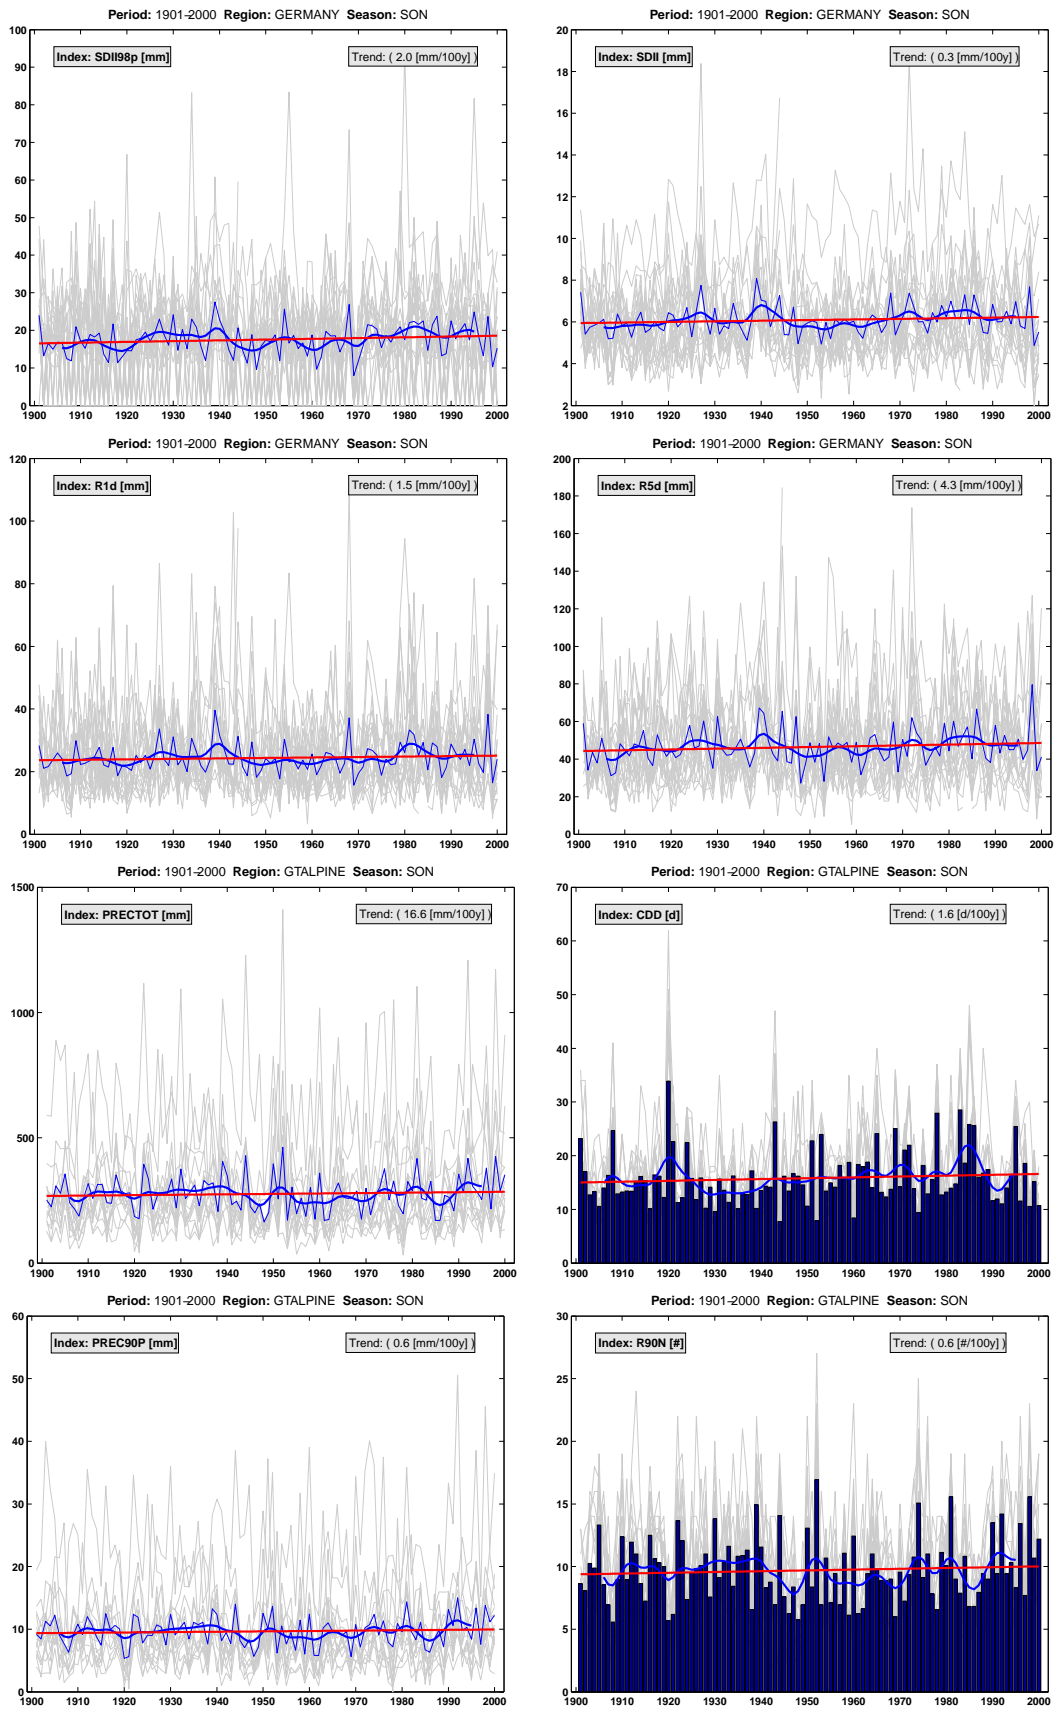 Period: 1901-2000 Region: GERMANY Season: SON
Index: SDII98p [mm]
Trend: ( 2.0 [mm/100y] )
100
90
80
70
60
50
40
30
20
10
0
1900 1910 1920 1930 1940 1950 1960 1970 1980 1990 2000
Period: 1901-2000 Region: GERMANY Season: SON
Index: SDII [mm]
Trend: ( 0.3 [mm/100y] )
20
18
16
14
12
10
8
6
4
2
1900 1910 1920 1930 1940 1950 1960 1970 1980 1990 2000
Period: 1901-2000 Region: GERMANY Season: SON
Index: R1d [mm]
Trend: ( 1.5 [mm/100y] )
120
100
80
60
40
20
0
1900 1910 1920 1930 1940 1950 1960 1970 1980 1990 2000
Period: 1901-2000 Region: GERMANY Season: SON
Index: R5d [mm]
Trend: ( 4.3 [mm/100y] )
200
180
160
140
120
100
80
60
40
20
0
1900 1910 1920 1930 1940 1950 1960 1970 1980 1990 2000
Period: 1901-2000 Region: GTALPINE Season: SON
Index: PRECTOT [mm]
Trend: ( 16.6 [mm/100y] )
1500
1000
500
0
1900 1910 1920 1930 1940 1950 1960 1970 1980 1990 2000
Period: 1901-2000 Region: GTALPINE Season: SON
Index: CDD [d]
Trend: ( 1.6 [d/100y] )
70
60
50
40
30
20
10
0
1900 1910 1920 1930 1940 1950 1960 1970 1980 1990 2000
Period: 1901-2000 Region: GTALPINE Season: SON
Index: PREC90P [mm]
Trend: ( 0.6 [mm/100y] )
60
50
40
30
20
10
0
1900 1910 1920 1930 1940 1950 1960 1970 1980 1990 2000
Period: 1901-2000 Region: GTALPINE Season: SON
Index: R90N [#]
Trend: ( 0.6 [#/100y] )
30
25
20
15
10
5
0
1900 1910 1920 1930 1940 1950 1960 1970 1980 1990 2000